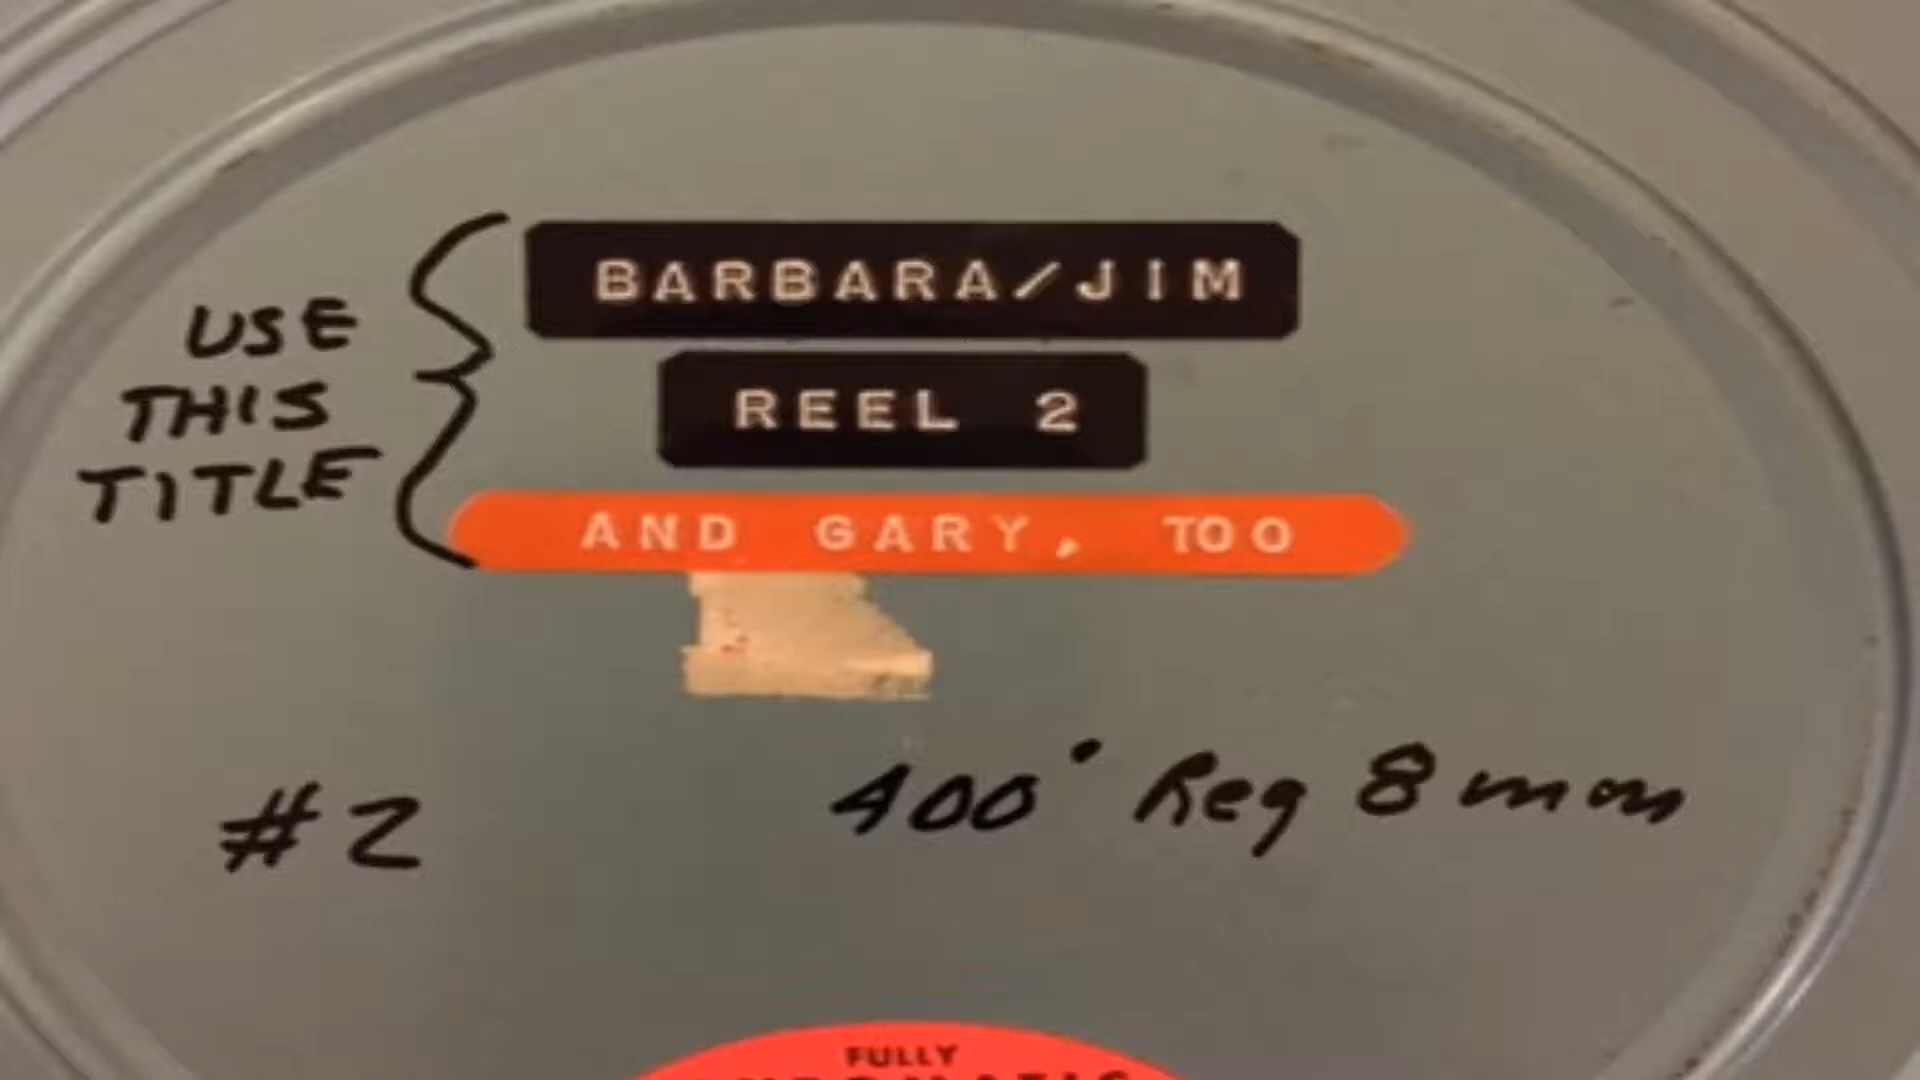 BARBARA/JIM
REEL 2
AND GARY, TOO
USE
THIS
TITLE
#2
400' Reg 8mm
FULLY